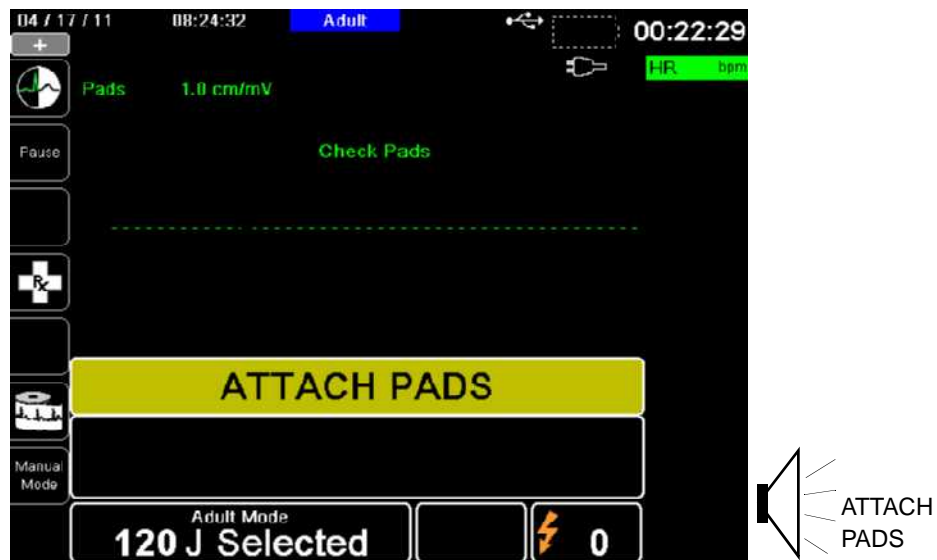 04 / 17 / 11 08:24:32 Adult 00:22:29
+
HR bpm
Pads 1.0 cm/mV
Pause
Check Pads
Rx
ATTACH PADS
Manual
Mode
Adult Mode
120 J Selected 0
ATTACH
PADS